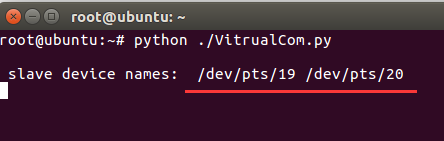 root@ubuntu: ~
root@ubuntu:~# python ./VitrualCom.py
slave device names:  /dev/pts/19 /dev/pts/20